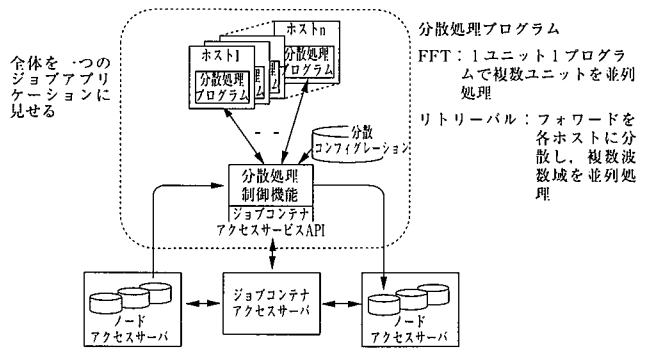 全体を一つの
ジョブアプリ
ケーションに
見せる
ホストn
分散処理
プログラム
ホスト1
分散処理
プログラム
分散
コンフィグレーション
分散処理
制御機能
ジョブコンテナ
アクセスサービスAPI
ノード
アクセスサーバ
ジョブコンテナ
アクセスサーバ
ノード
アクセスサーバ
分散処理プログラム
FFT:1ユニット1プログラ
ムで複数ユニットを並列
処理
リトリーバル:フォワードを
各ホストに分
散し,複数波
数域を並列処
理